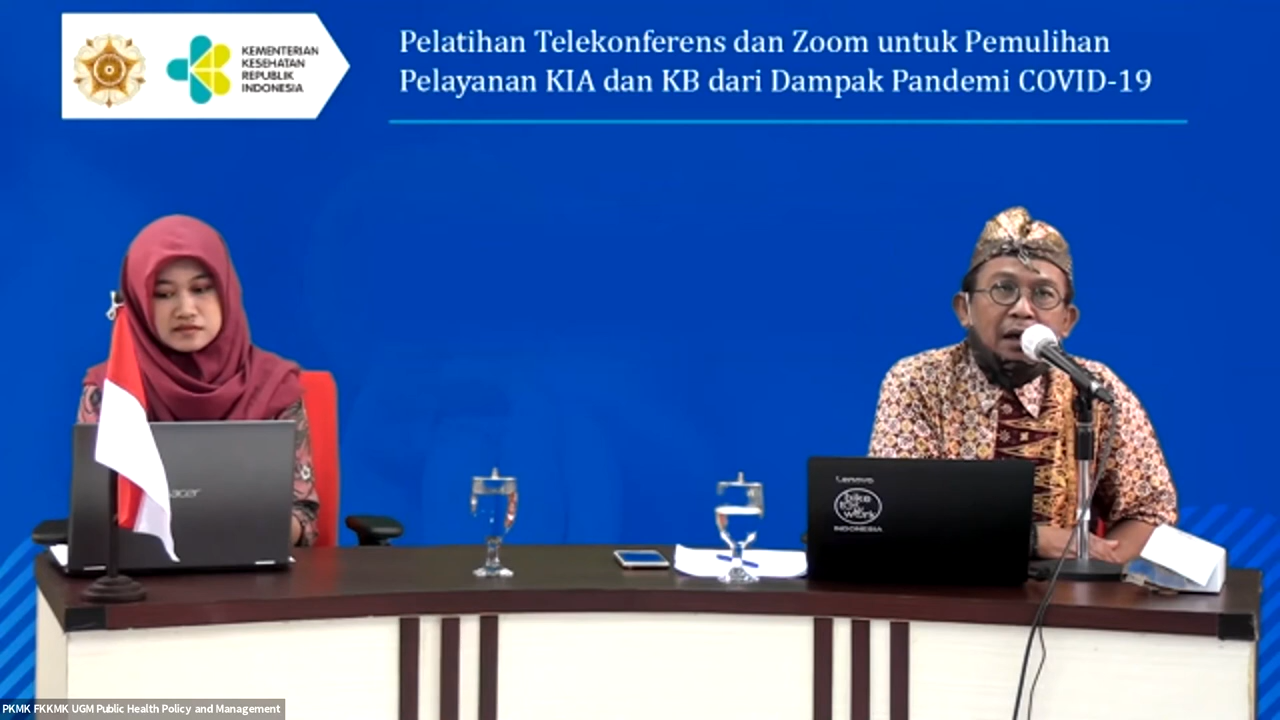 KEMENTERIAN
KESEHATAN
REPUBLIK
INDONESIA
Pelatihan Telekonferens dan Zoom untuk Pemulihan
Pelayanan KIA dan KB dari Dampak Pandemi COVID-19
acer
Lenovo
bike
to
work
INDONESIA
PKMK FKKMK UGM Public Health Policy and Management